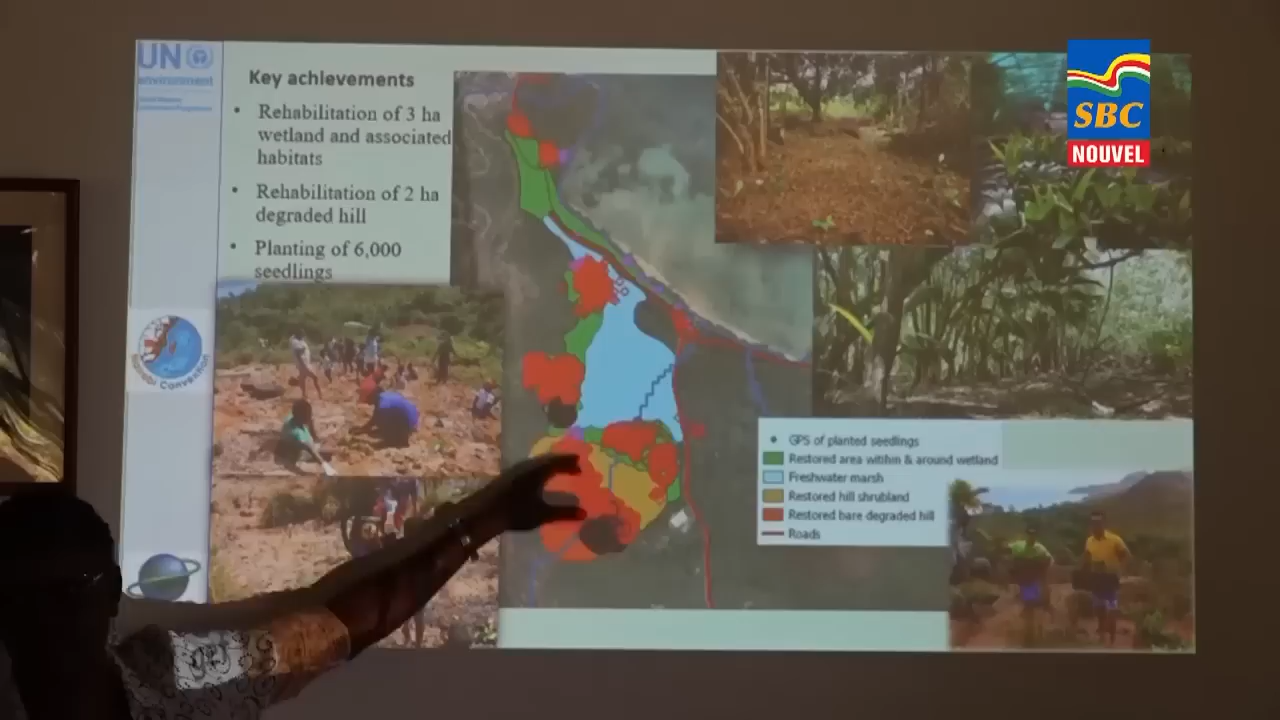 UN
environment
Key achievements
• Rehabilitation of 3 ha
wetland and associated
habitats
• Rehabilitation of 2 ha
degraded hill
• Planting of 6,000
seedlings
Nairobi Convention
SBC
NOUVEL
GPS of planted seedlings
Restored area within & around wetland
Freshwater marsh
Restored hill shrubland
Restored bare degraded hill
Roads